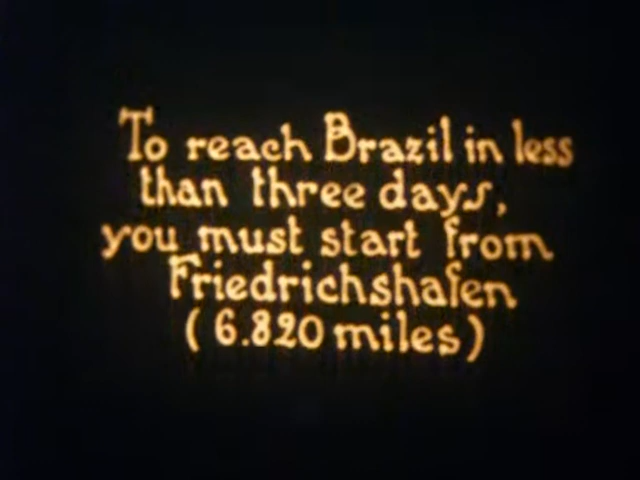 To reach Brazil in less
than three days,
you must start from
Friedrichshafen
(6.820 miles)